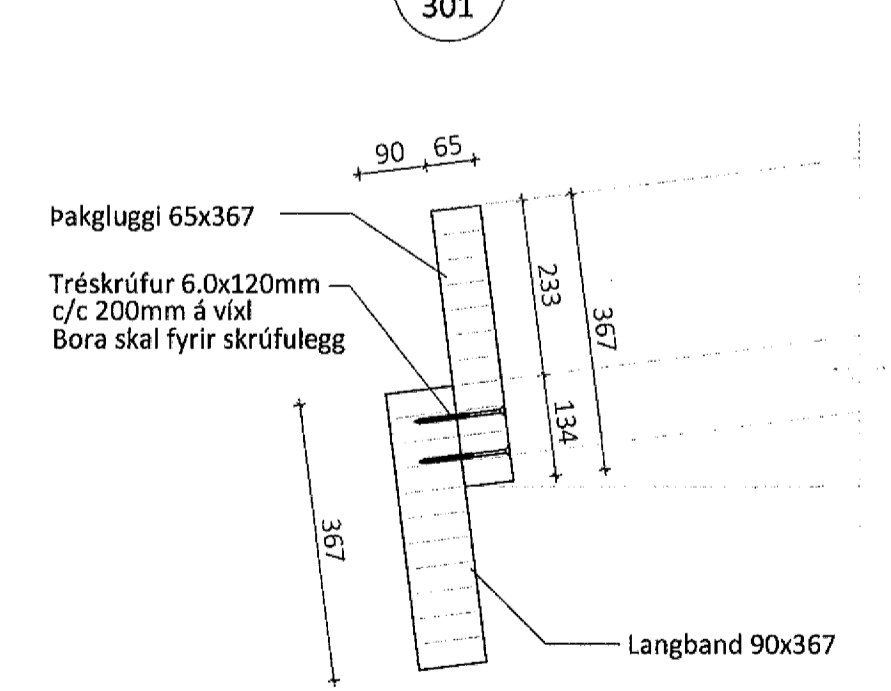 301
90
65
Þakgluggi 65x367
Tréskrúfur 6.0x120mm
c/c 200mm á víxl
Bora skal fyrir skrúfulegg
233
367
134
367
Langband 90x367